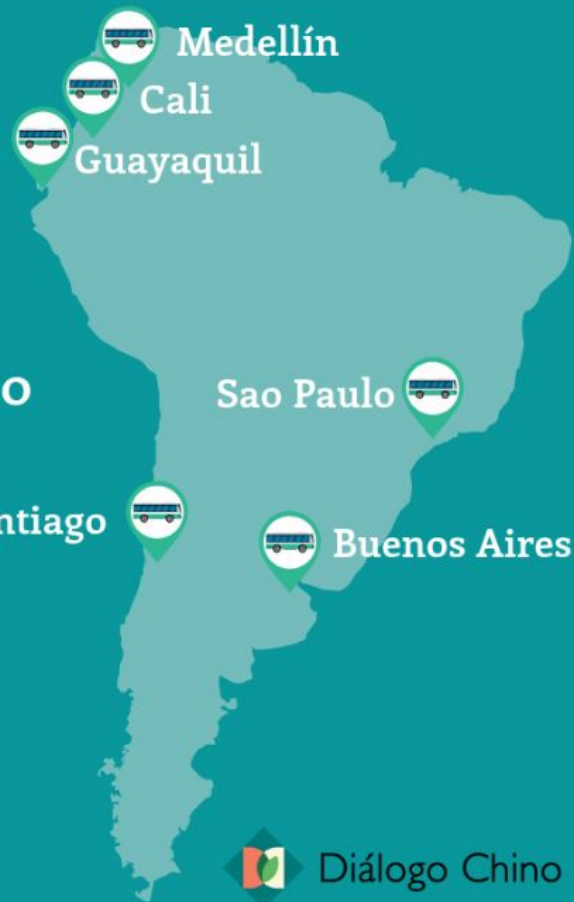 Medellín
Cali
Guayaquil
o
Sao Paulo
ntiago
Buenos Aires
Diálogo Chino